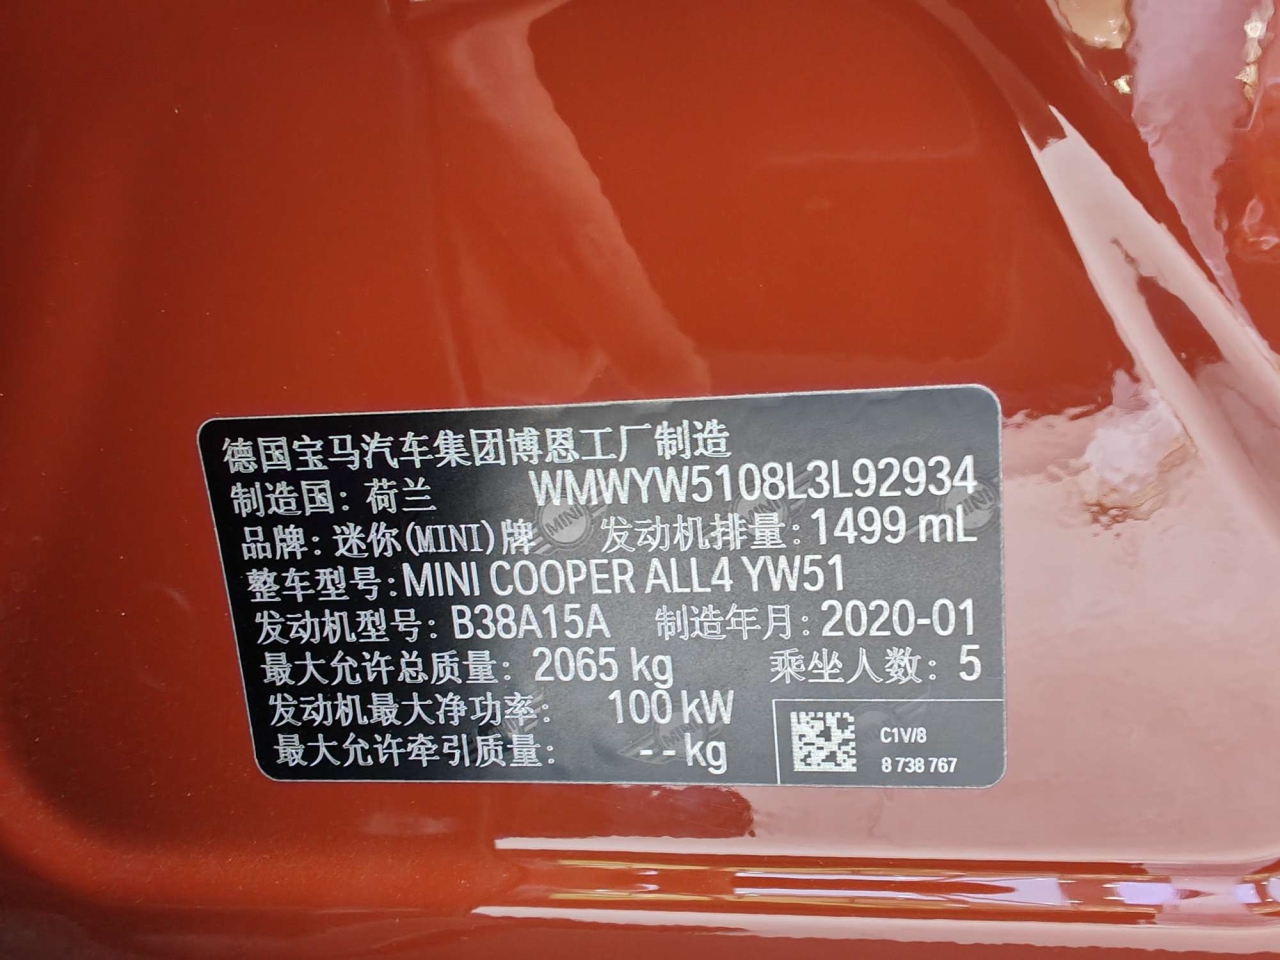 德国宝马汽车集团博恩工厂制造
制造国：荷兰 WMWYW5108L3L92934
品牌：迷你(MINI)牌 发动机排量：1499 mL
整车型号：MINI COOPER ALL4 YW51
发动机型号：B38A15A 制造年月：2020-01
最大允许总质量：2065 kg 乘坐人数：5
发动机最大净功率：100 kW
最大允许牵引质量：-- kg
C1V/8
8 738 767